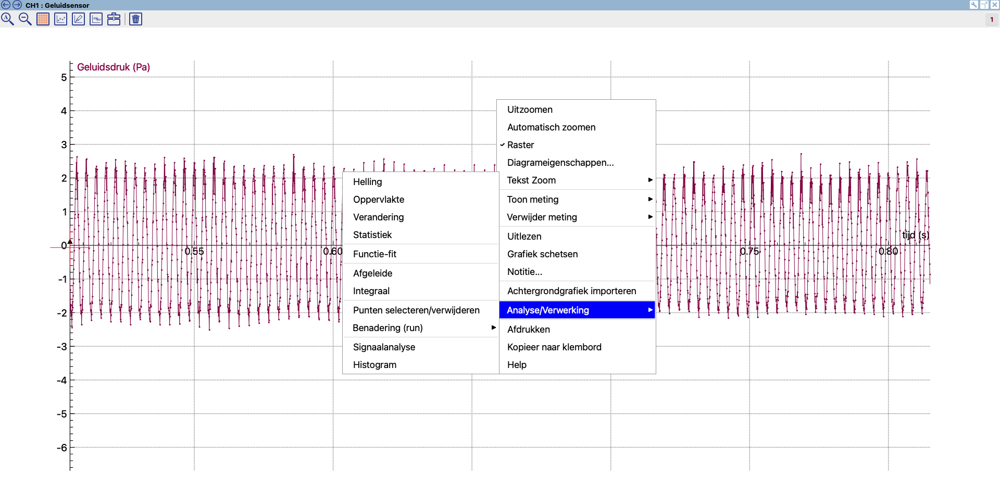 CH1 : Geluidsensor
1
Geluidsdruk (Pa)
5
4
3
2
1
0
-1
-2
-3
-4
-5
-6
0.55
0.60
0.75
0.80
tijd (s)
Uitzoomen
Automatisch zoomen
Raster
Diagrameigenschappen...
Tekst Zoom
Toon meting
Verwijder meting
Uitlezen
Grafiek schetsen
Notitie...
Achtergrondgrafiek importeren
Analyse/Verwerking
Afdrukken
Kopieer naar klembord
Help
Helling
Oppervlakte
Verandering
Statistiek
Functie-fit
Afgeleide
Integraal
Punten selecteren/verwijderen
Benadering (run)
Signaalanalyse
Histogram